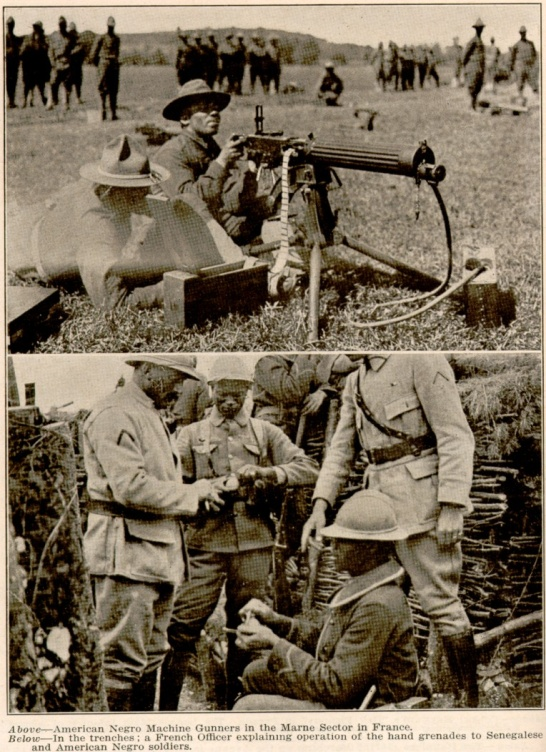 Above—American Negro Machine Gunners in the Marne Sector in France.
Below—In the trenches; a French Officer explaining operation of the hand grenades to Senegalese
and American Negro soldiers.